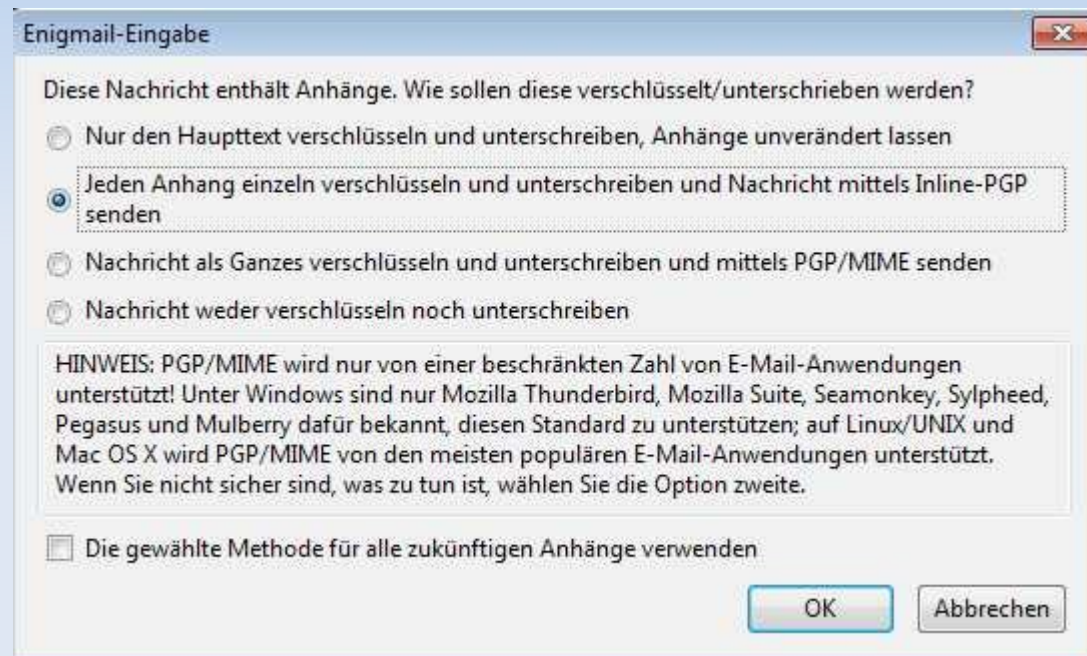 Enigmail-Eingabe
Diese Nachricht enthält Anhänge. Wie sollen diese verschlüsselt/unterschrieben werden?
Nur den Haupttext verschlüsseln und unterschreiben, Anhänge unverändert lassen
Jeden Anhang einzeln verschlüsseln und unterschreiben und Nachricht mittels Inline-PGP
senden
Nachricht als Ganzes verschlüsseln und unterschreiben und mittels PGP/MIME senden
Nachricht weder verschlüsseln noch unterschreiben
HINWEIS: PGP/MIME wird nur von einer beschränkten Zahl von E-Mail-Anwendungen
unterstützt! Unter Windows sind nur Mozilla Thunderbird, Mozilla Suite, Seamonkey, Sylpheed,
Pegasus und Mulberry dafür bekannt, diesen Standard zu unterstützen; auf Linux/UNIX und
Mac OS X wird PGP/MIME von den meisten populären E-Mail-Anwendungen unterstützt.
Wenn Sie nicht sicher sind, was zu tun ist, wählen Sie die Option zweite.
Die gewählte Methode für alle zukünftigen Anhänge verwenden
OK Abbrechen